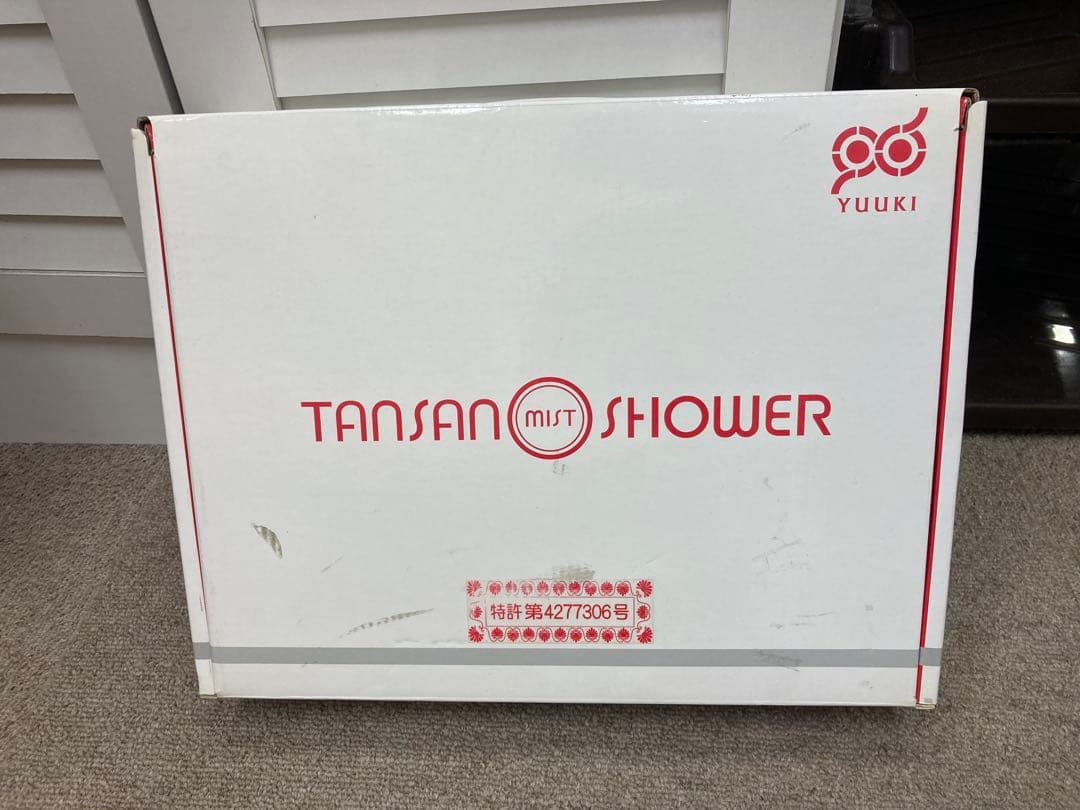 YUUKI
TANSAN MIST SHOWER
特許第4277306号